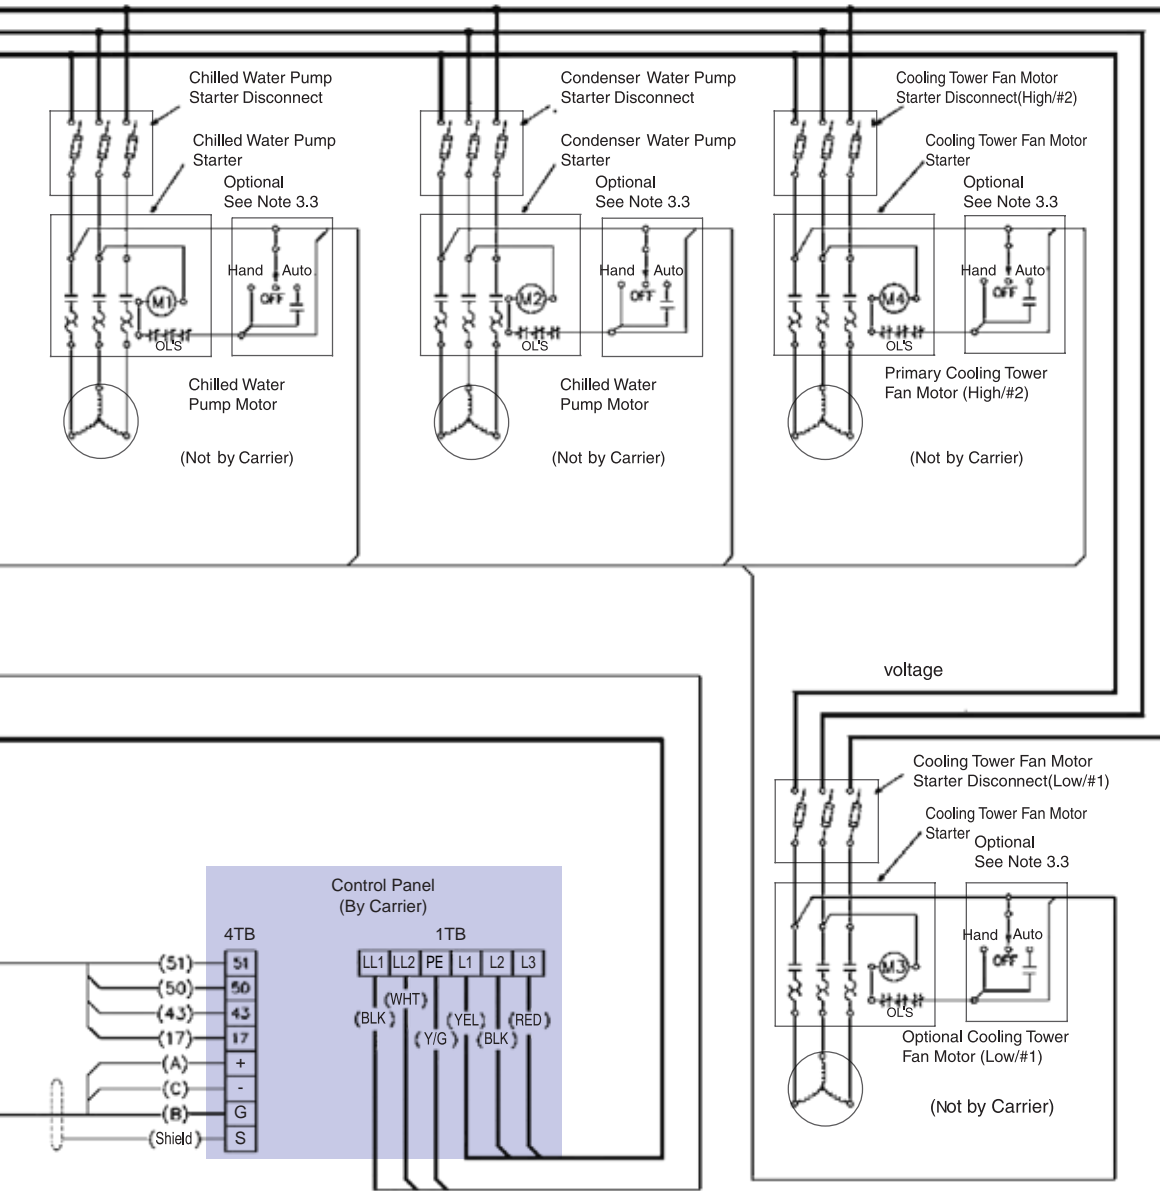 Chilled Water Pump
Starter Disconnect
Chilled Water Pump
Starter
Optional
See Note 3.3
Hand
Auto
OFF
M1
OL'S
Chilled Water
Pump Motor
(Not by Carrier)
Condenser Water Pump
Starter Disconnect
Condenser Water Pump
Starter
Optional
See Note 3.3
Hand
Auto
OFF
M2
OL'S
Chilled Water
Pump Motor
(Not by Carrier)
Cooling Tower Fan Motor
Starter Disconnect(High/#2)
Cooling Tower Fan Motor
Starter
Optional
See Note 3.3
Hand
Auto
OFF
M4
OL'S
Primary Cooling Tower
Fan Motor (High/#2)
(Not by Carrier)
voltage
Cooling Tower Fan Motor
Starter Disconnect(Low/#1)
Cooling Tower Fan Motor
Starter
Optional
See Note 3.3
Hand
Auto
OFF
M3
OL'S
Optional Cooling Tower
Fan Motor (Low/#1)
(Not by Carrier)
Control Panel
(By Carrier)
4TB
1TB
(51) 51
(50) 50
(43) 43
(17) 17
(A) +
(C) -
(B) G
(Shield) S
LL1 LL2 PE L1 L2 L3
(WHT)
(BLK) (YEL) (RED)
(Y/G) (BLK)